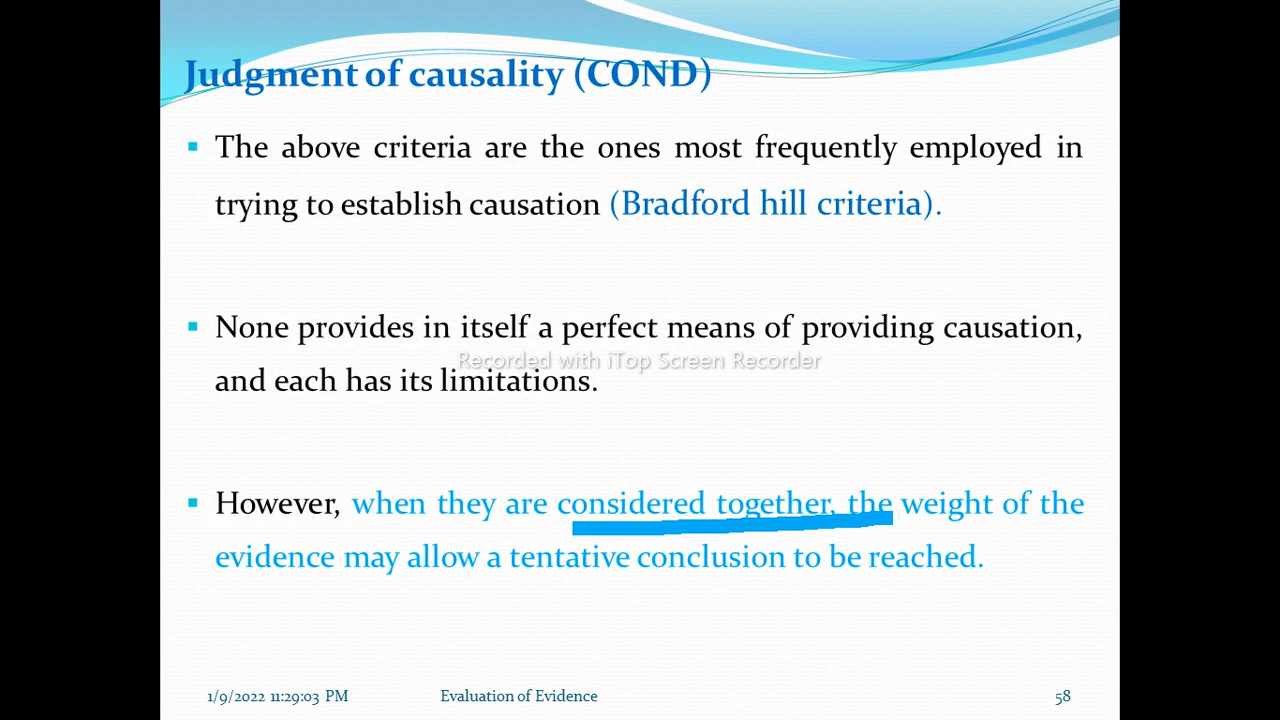 Judgment of causality (COND)
▪ The above criteria are the ones most frequently employed in
trying to establish causation (Bradford hill criteria).
▪ None provides in itself a perfect means of providing causation,
Recorded with iTop Screen Recorder
and each has its limitations.
▪ However, when they are considered together, the weight of the
evidence may allow a tentative conclusion to be reached.
1/9/2022 11:29:03 PM Evaluation of Evidence 58